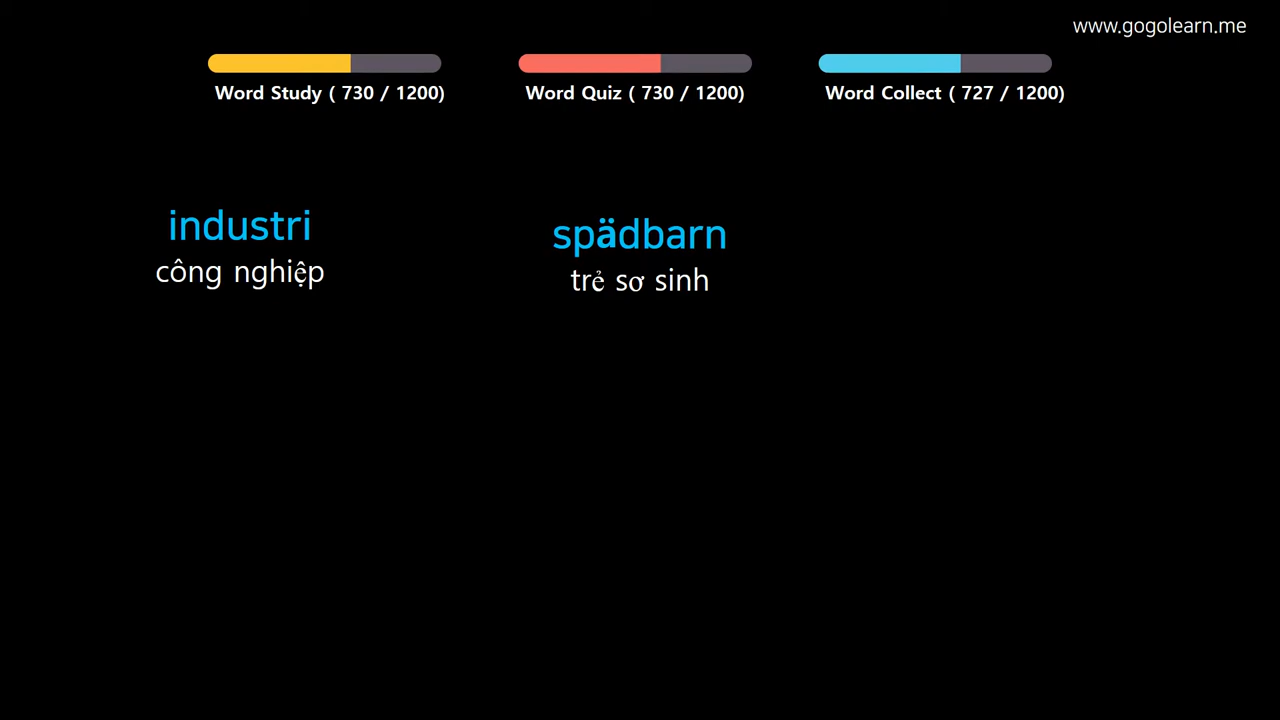 www.gogolearn.me
Word Study ( 730 / 1200)
Word Quiz ( 730 / 1200)
Word Collect ( 727 / 1200)
industri
công nghiệp
spädbarn
trẻ sơ sinh